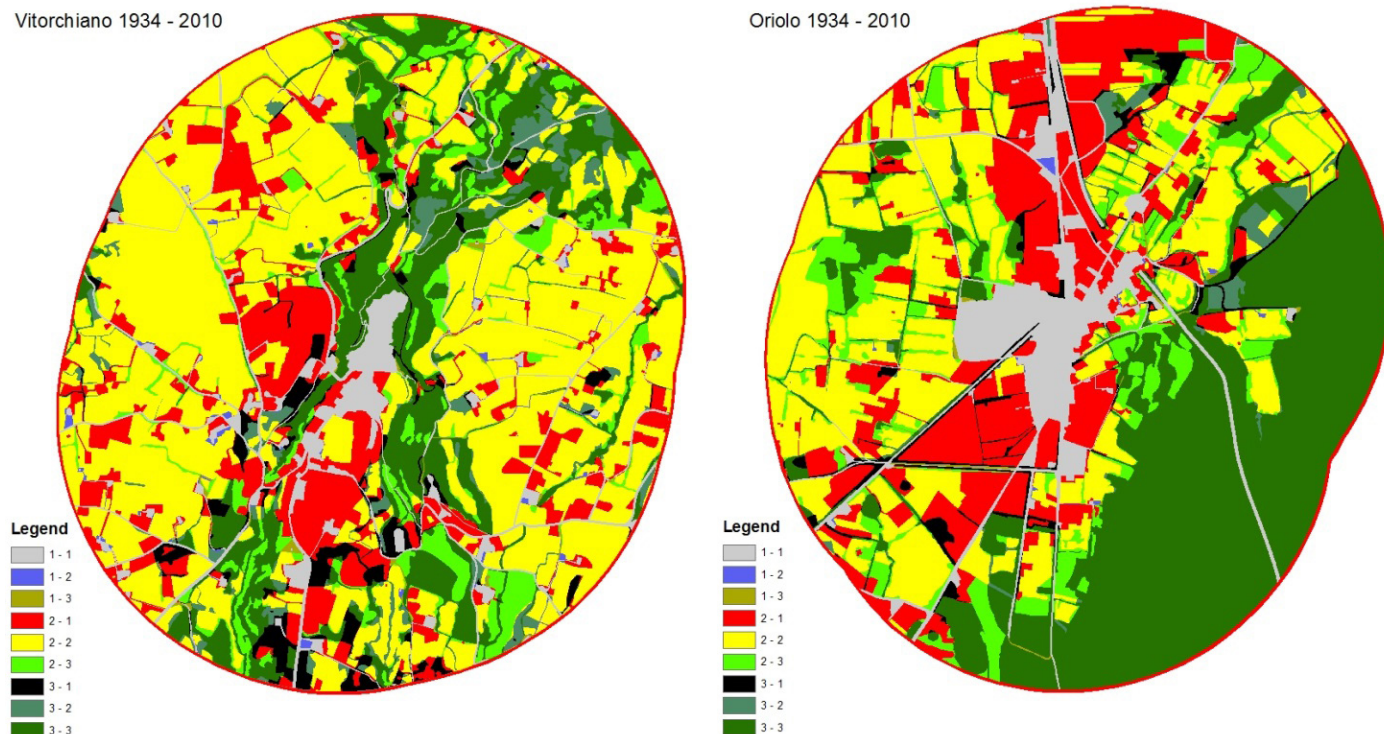 Vitorchiano 1934 - 2010
Legend
1 - 1
1 - 2
1 - 3
2 - 1
2 - 2
2 - 3
3 - 1
3 - 2
3 - 3
Oriolo 1934 - 2010
Legend
1 - 1
1 - 2
1 - 3
2 - 1
2 - 2
2 - 3
3 - 1
3 - 2
3 - 3